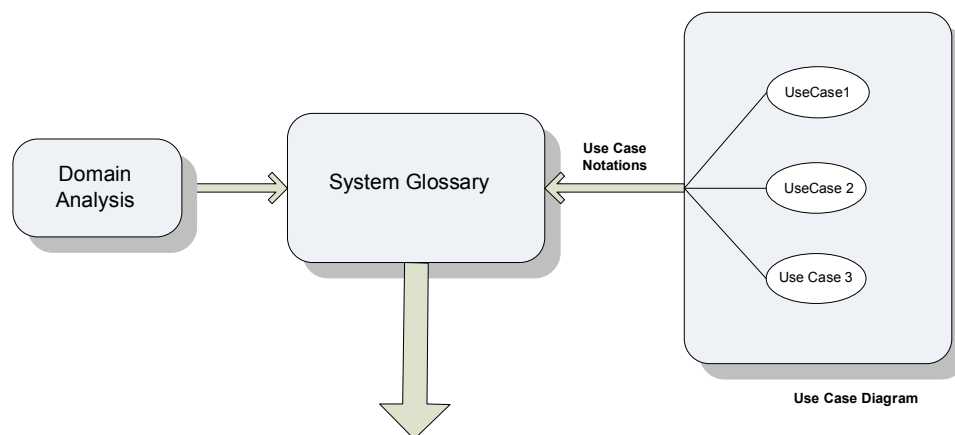 Domain
Analysis
System Glossary
Use Case
Notations
UseCase1
UseCase 2
Use Case 3
Use Case Diagram